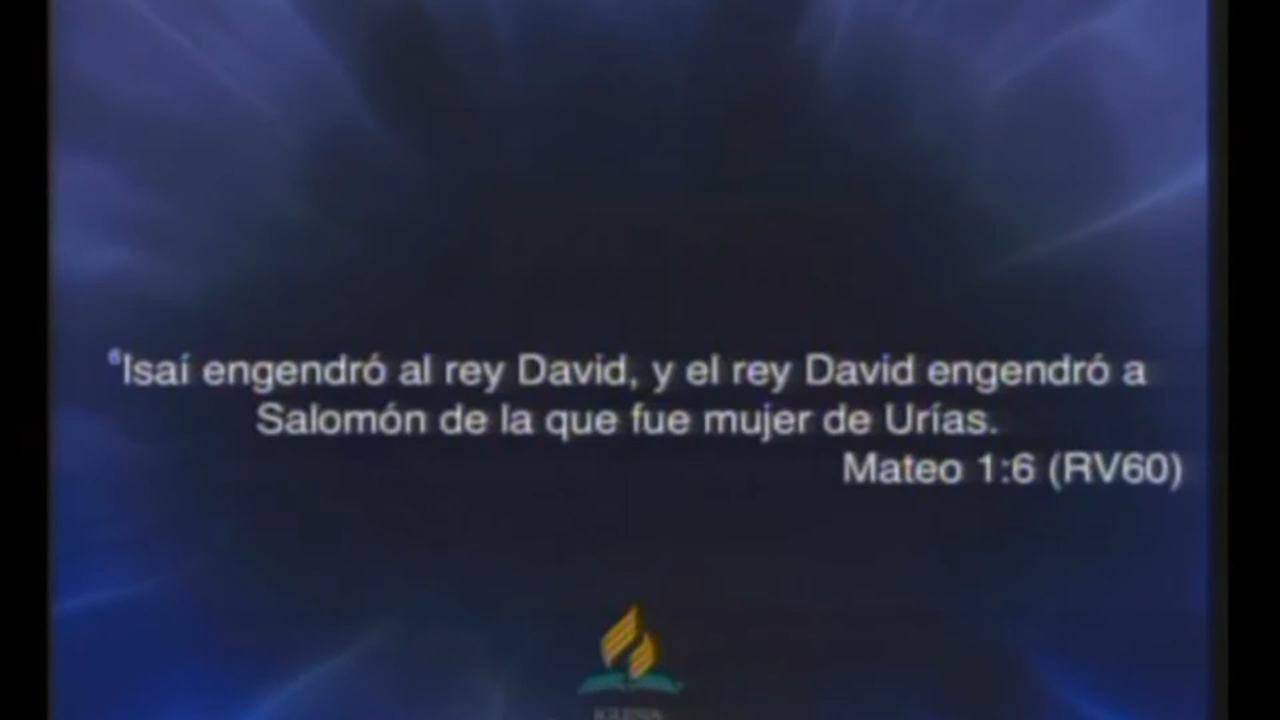 ⁶Isaí engendró al rey David, y el rey David engendró a
Salomón de la que fue mujer de Urías.
Mateo 1:6 (RV60)